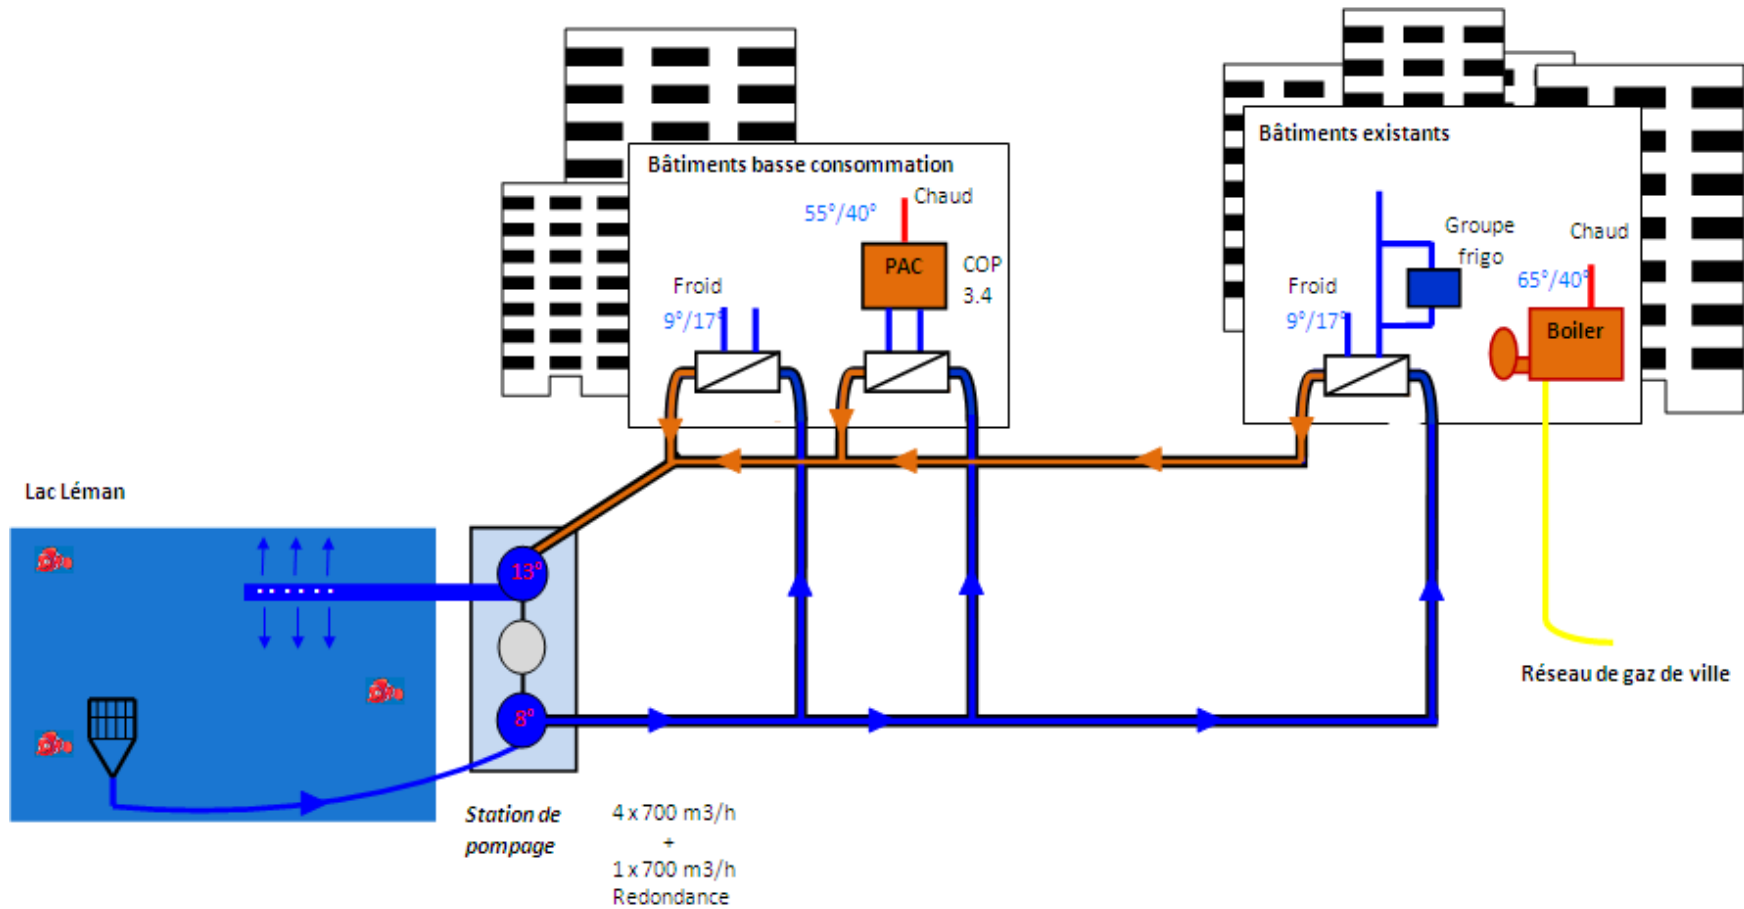 Bâtiments existants
Bâtiments basse consommation
Chaud
55°/40°
PAC
COP
3.4
Froid
9°/17°
Groupe
frigo
Chaud
65°/40°
Froid
9°/17°
Boiler
Lac Léman
13°
8°
Réseau de gaz de ville
Station de
pompage
4 x 700 m3/h
+
1 x 700 m3/h
Redondance